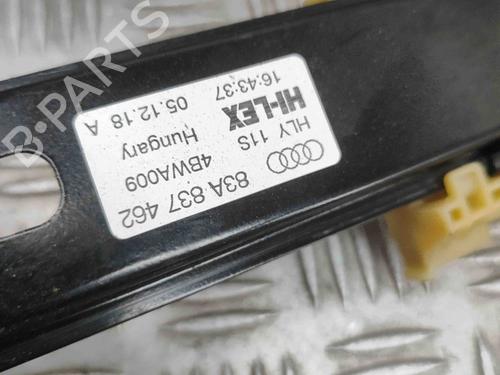 HLY 11S
HI-LEX
16:43:37
83A 837 462
4BWA009
Hungary
05.12.18 A
B-PARTS